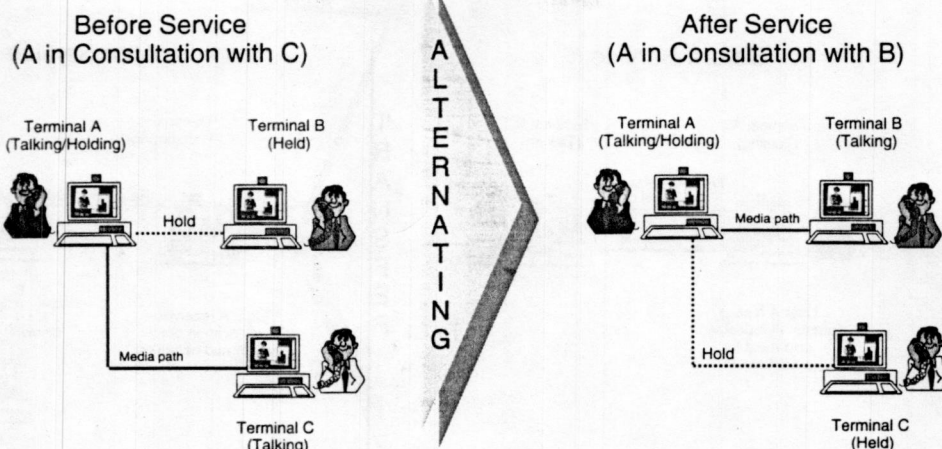 Before Service
(A in Consultation with C)
Terminal A
(Talking/Holding)
Terminal B
(Held)
Hold
Media path
Terminal C
(Talking)
ALTERNATING
After Service
(A in Consultation with B)
Terminal A
(Talking/Holding)
Terminal B
(Talking)
Media path
Hold
Terminal C
(Held)